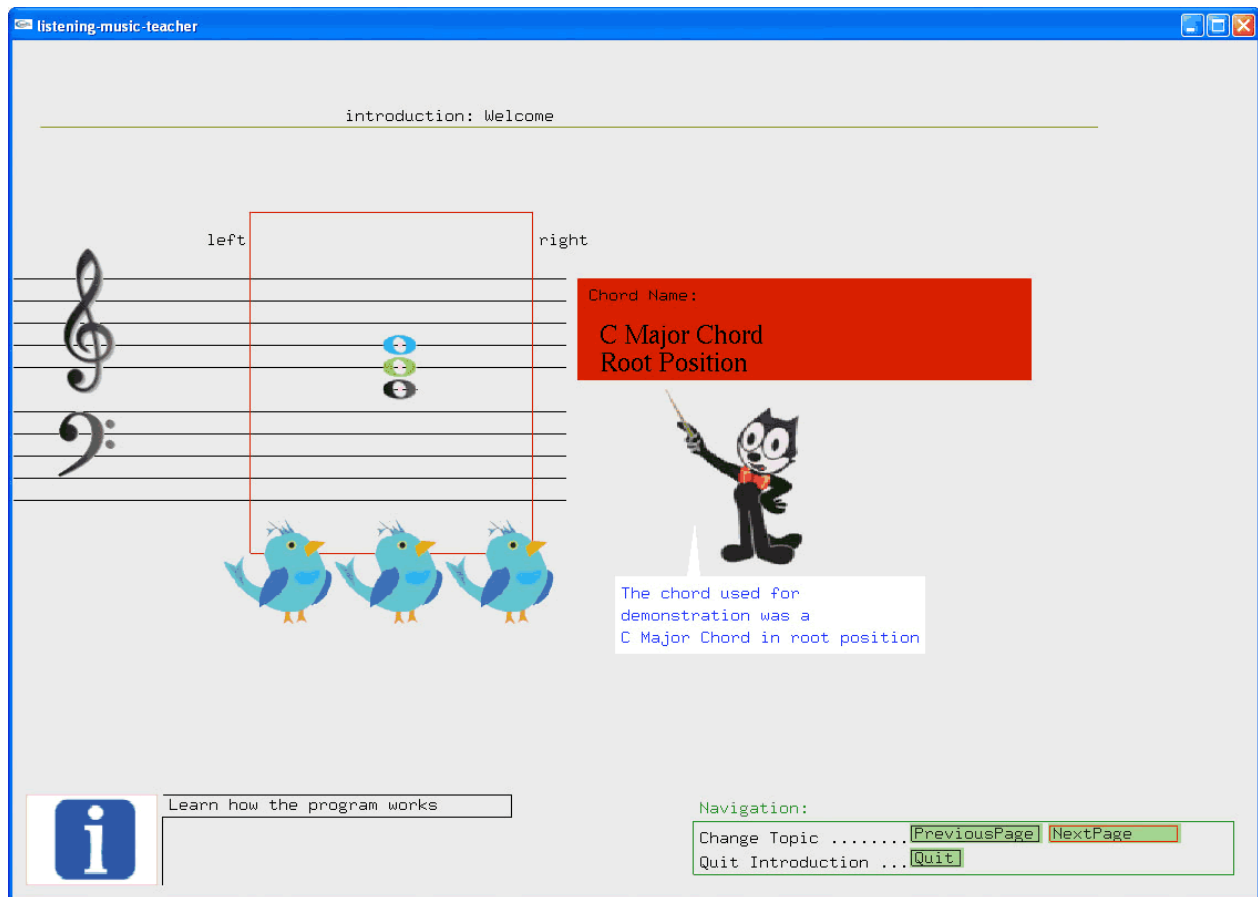 listening-music-teacher
introduction: Welcome
left
right
Chord Name:
C Major Chord
Root Position
The chord used for
demonstration was a
C Major Chord in root position
Learn how the program works
Navigation:
Change Topic ........PreviousPage NextPage
Quit Introduction ...Quit